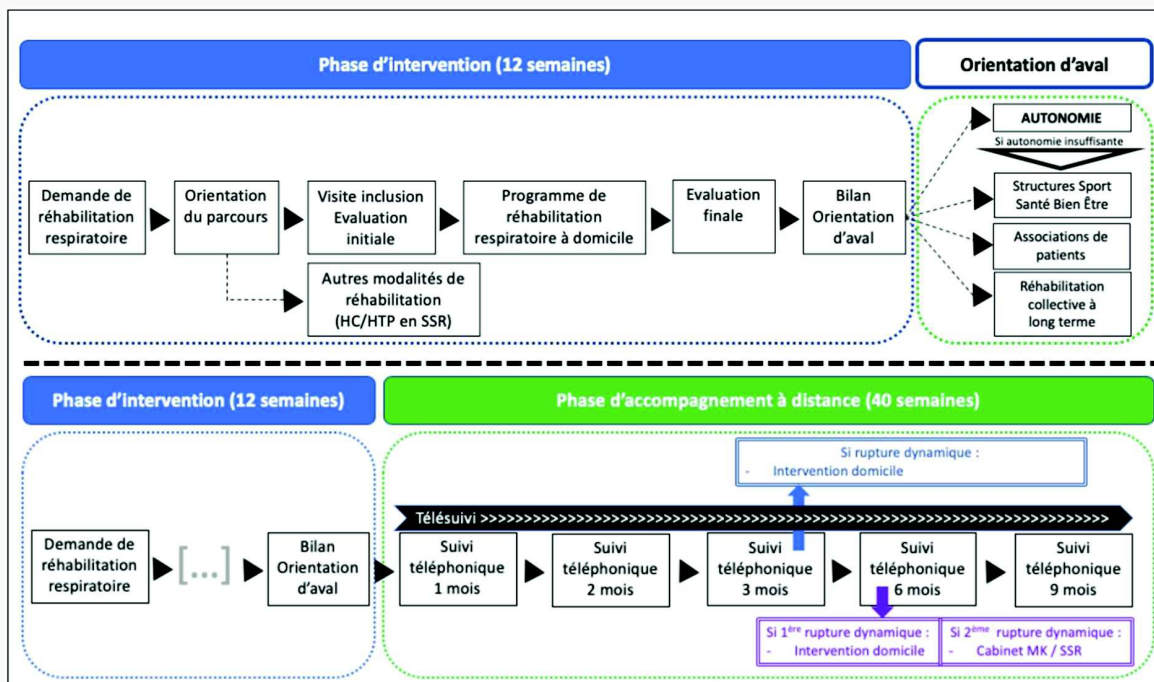 Phase d'intervention (12 semaines)
Orientation d'aval
Demande de
réhabilitation
respiratoire
Orientation
du parcours
Visite inclusion
Evaluation
initiale
Programme de
réhabilitation
respiratoire à domicile
Evaluation
finale
Bilan
Orientation
d'aval
Autres modalités de
réhabilitation
(HC/HTP en SSR)
AUTONOMIE
Si autonomie insuffisante
Structures Sport
Santé Bien Être
Associations de
patients
Réhabilitation
collective à
long terme
Phase d'intervention (12 semaines)
Phase d'accompagnement à distance (40 semaines)
Si rupture dynamique :
- Intervention domicile
Télésuivi >>>>>>>>>>>>>>>>>>>>>>>>>>>>>>>>>>>>>>>>>>>>>>>>>>>>>>>>>>>>>>>>>>>>>>>>>>>>>>>>>>>>
Demande de
réhabilitation
respiratoire
[...]
Bilan
Orientation
d'aval
Suivi
téléphonique
1 mois
Suivi
téléphonique
2 mois
Suivi
téléphonique
3 mois
Suivi
téléphonique
6 mois
Suivi
téléphonique
9 mois
Si 1ère rupture dynamique :
- Intervention domicile
Si 2ème rupture dynamique :
- Cabinet MK / SSR